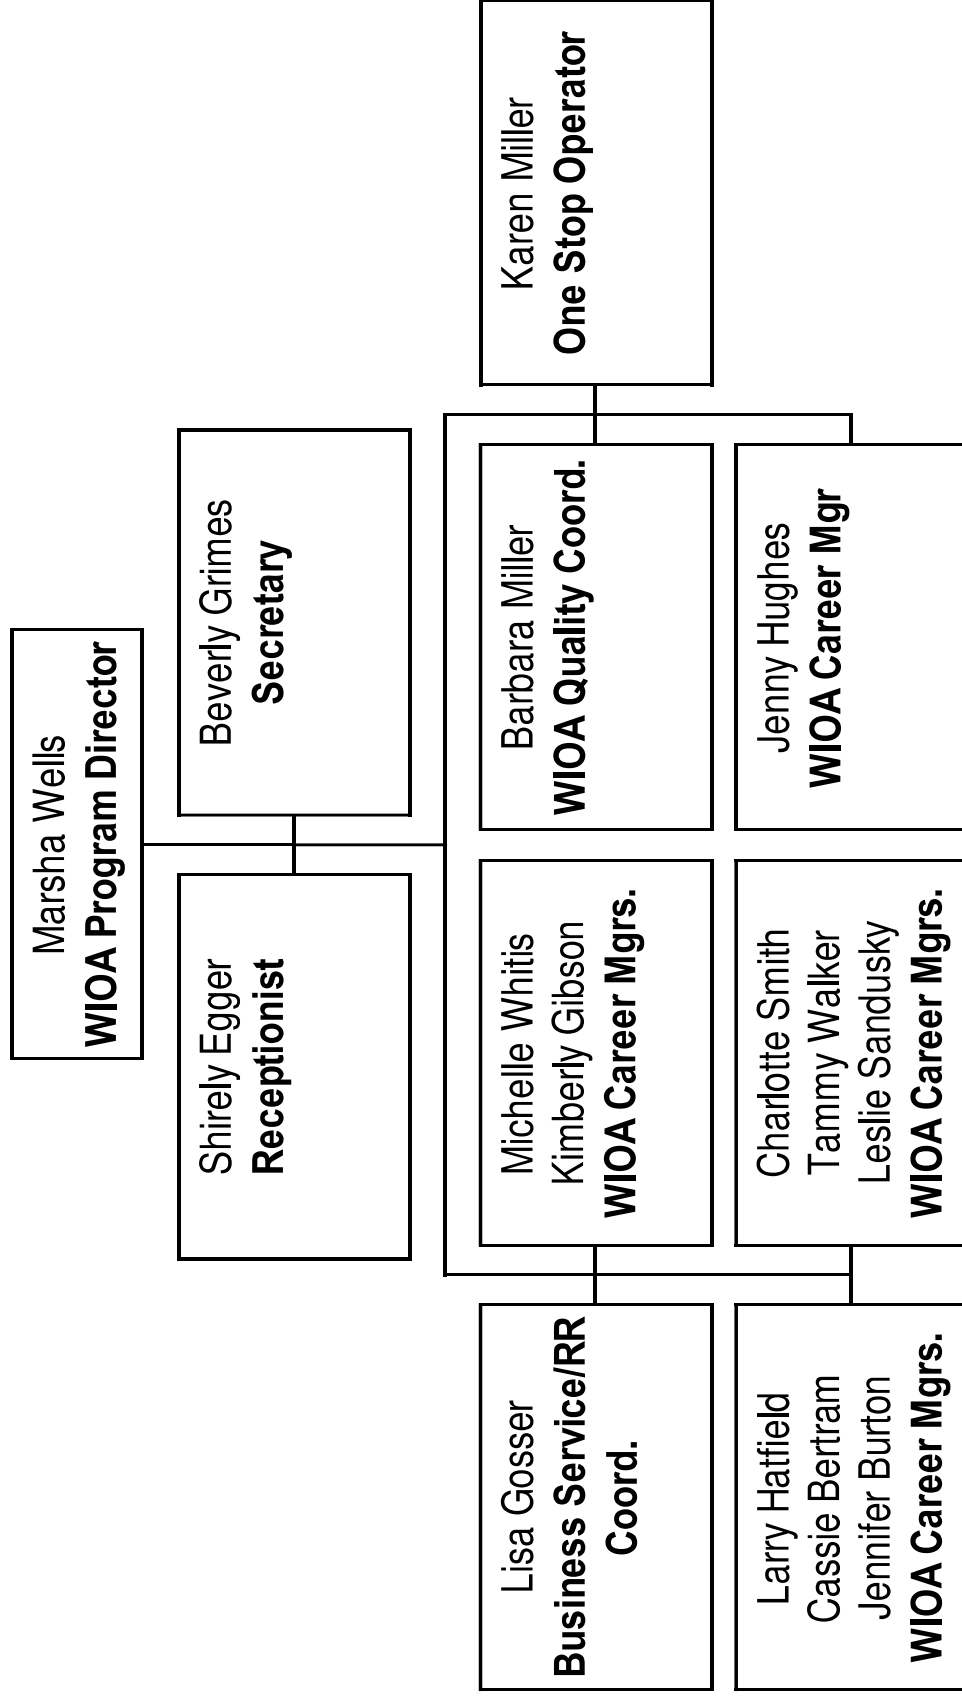 Marsha Wells
WIOA Program Director
Shirely Egger
Receptionist
Beverly Grimes
Secretary
Lisa Gosser
Business Service/RR
Coord.
Michelle Whitis
Kimberly Gibson
WIOA Career Mgrs.
Barbara Miller
WIOA Quality Coord.
Karen Miller
One Stop Operator
Larry Hatfield
Cassie Bertram
Jennifer Burton
WIOA Career Mgrs.
Charlotte Smith
Tammy Walker
Leslie Sandusky
WIOA Career Mgrs.
Jenny Hughes
WIOA Career Mgr